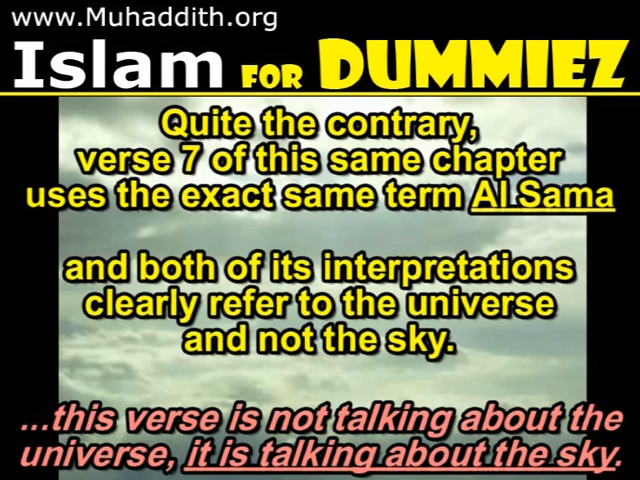 www.Muhaddith.org
Islam FOR DUMMIEZ
Quite the contrary,
verse 7 of this same chapter
uses the exact same term Al Sama
and both of its interpretations
clearly refer to the universe
and not the sky.
...this verse is not talking about the
universe, it is talking about the sky.